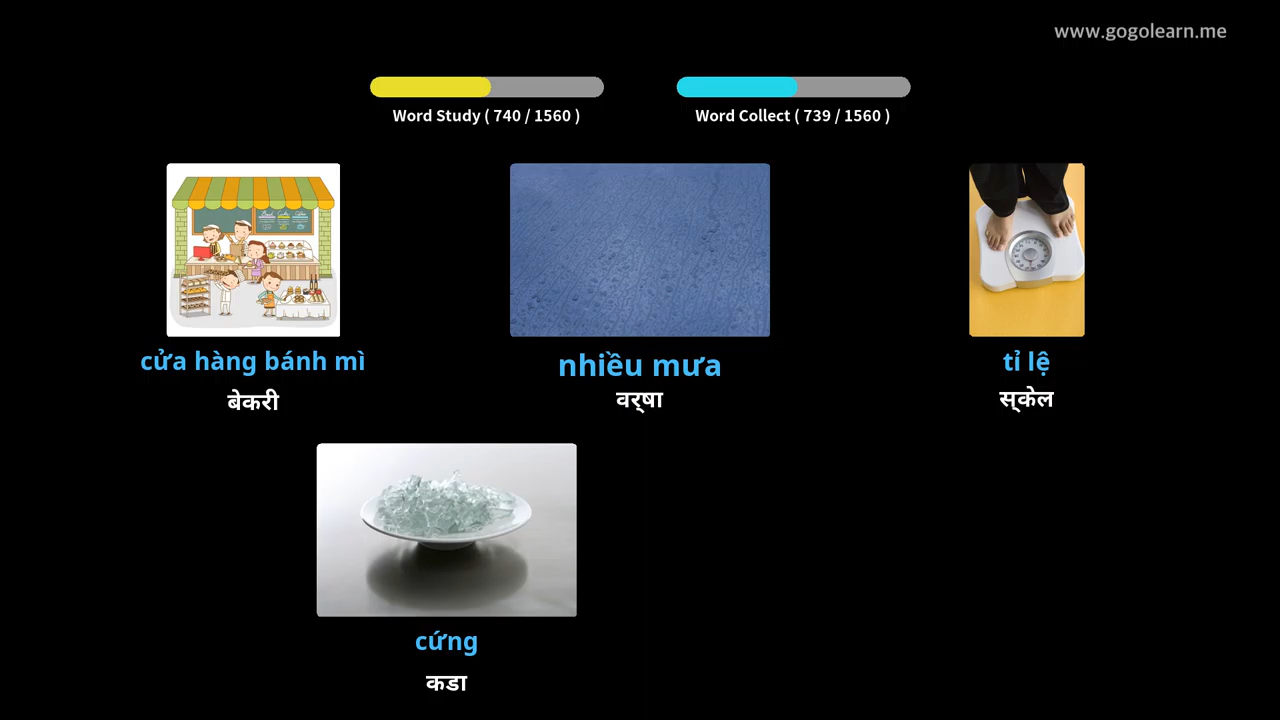 www.gogolearn.me
Word Study ( 740 / 1560 )
Word Collect ( 739 / 1560 )
cửa hàng bánh mì
बेकरी
nhiều mưa
वर्षा
tỉ lệ
स्केल
cứng
कडा